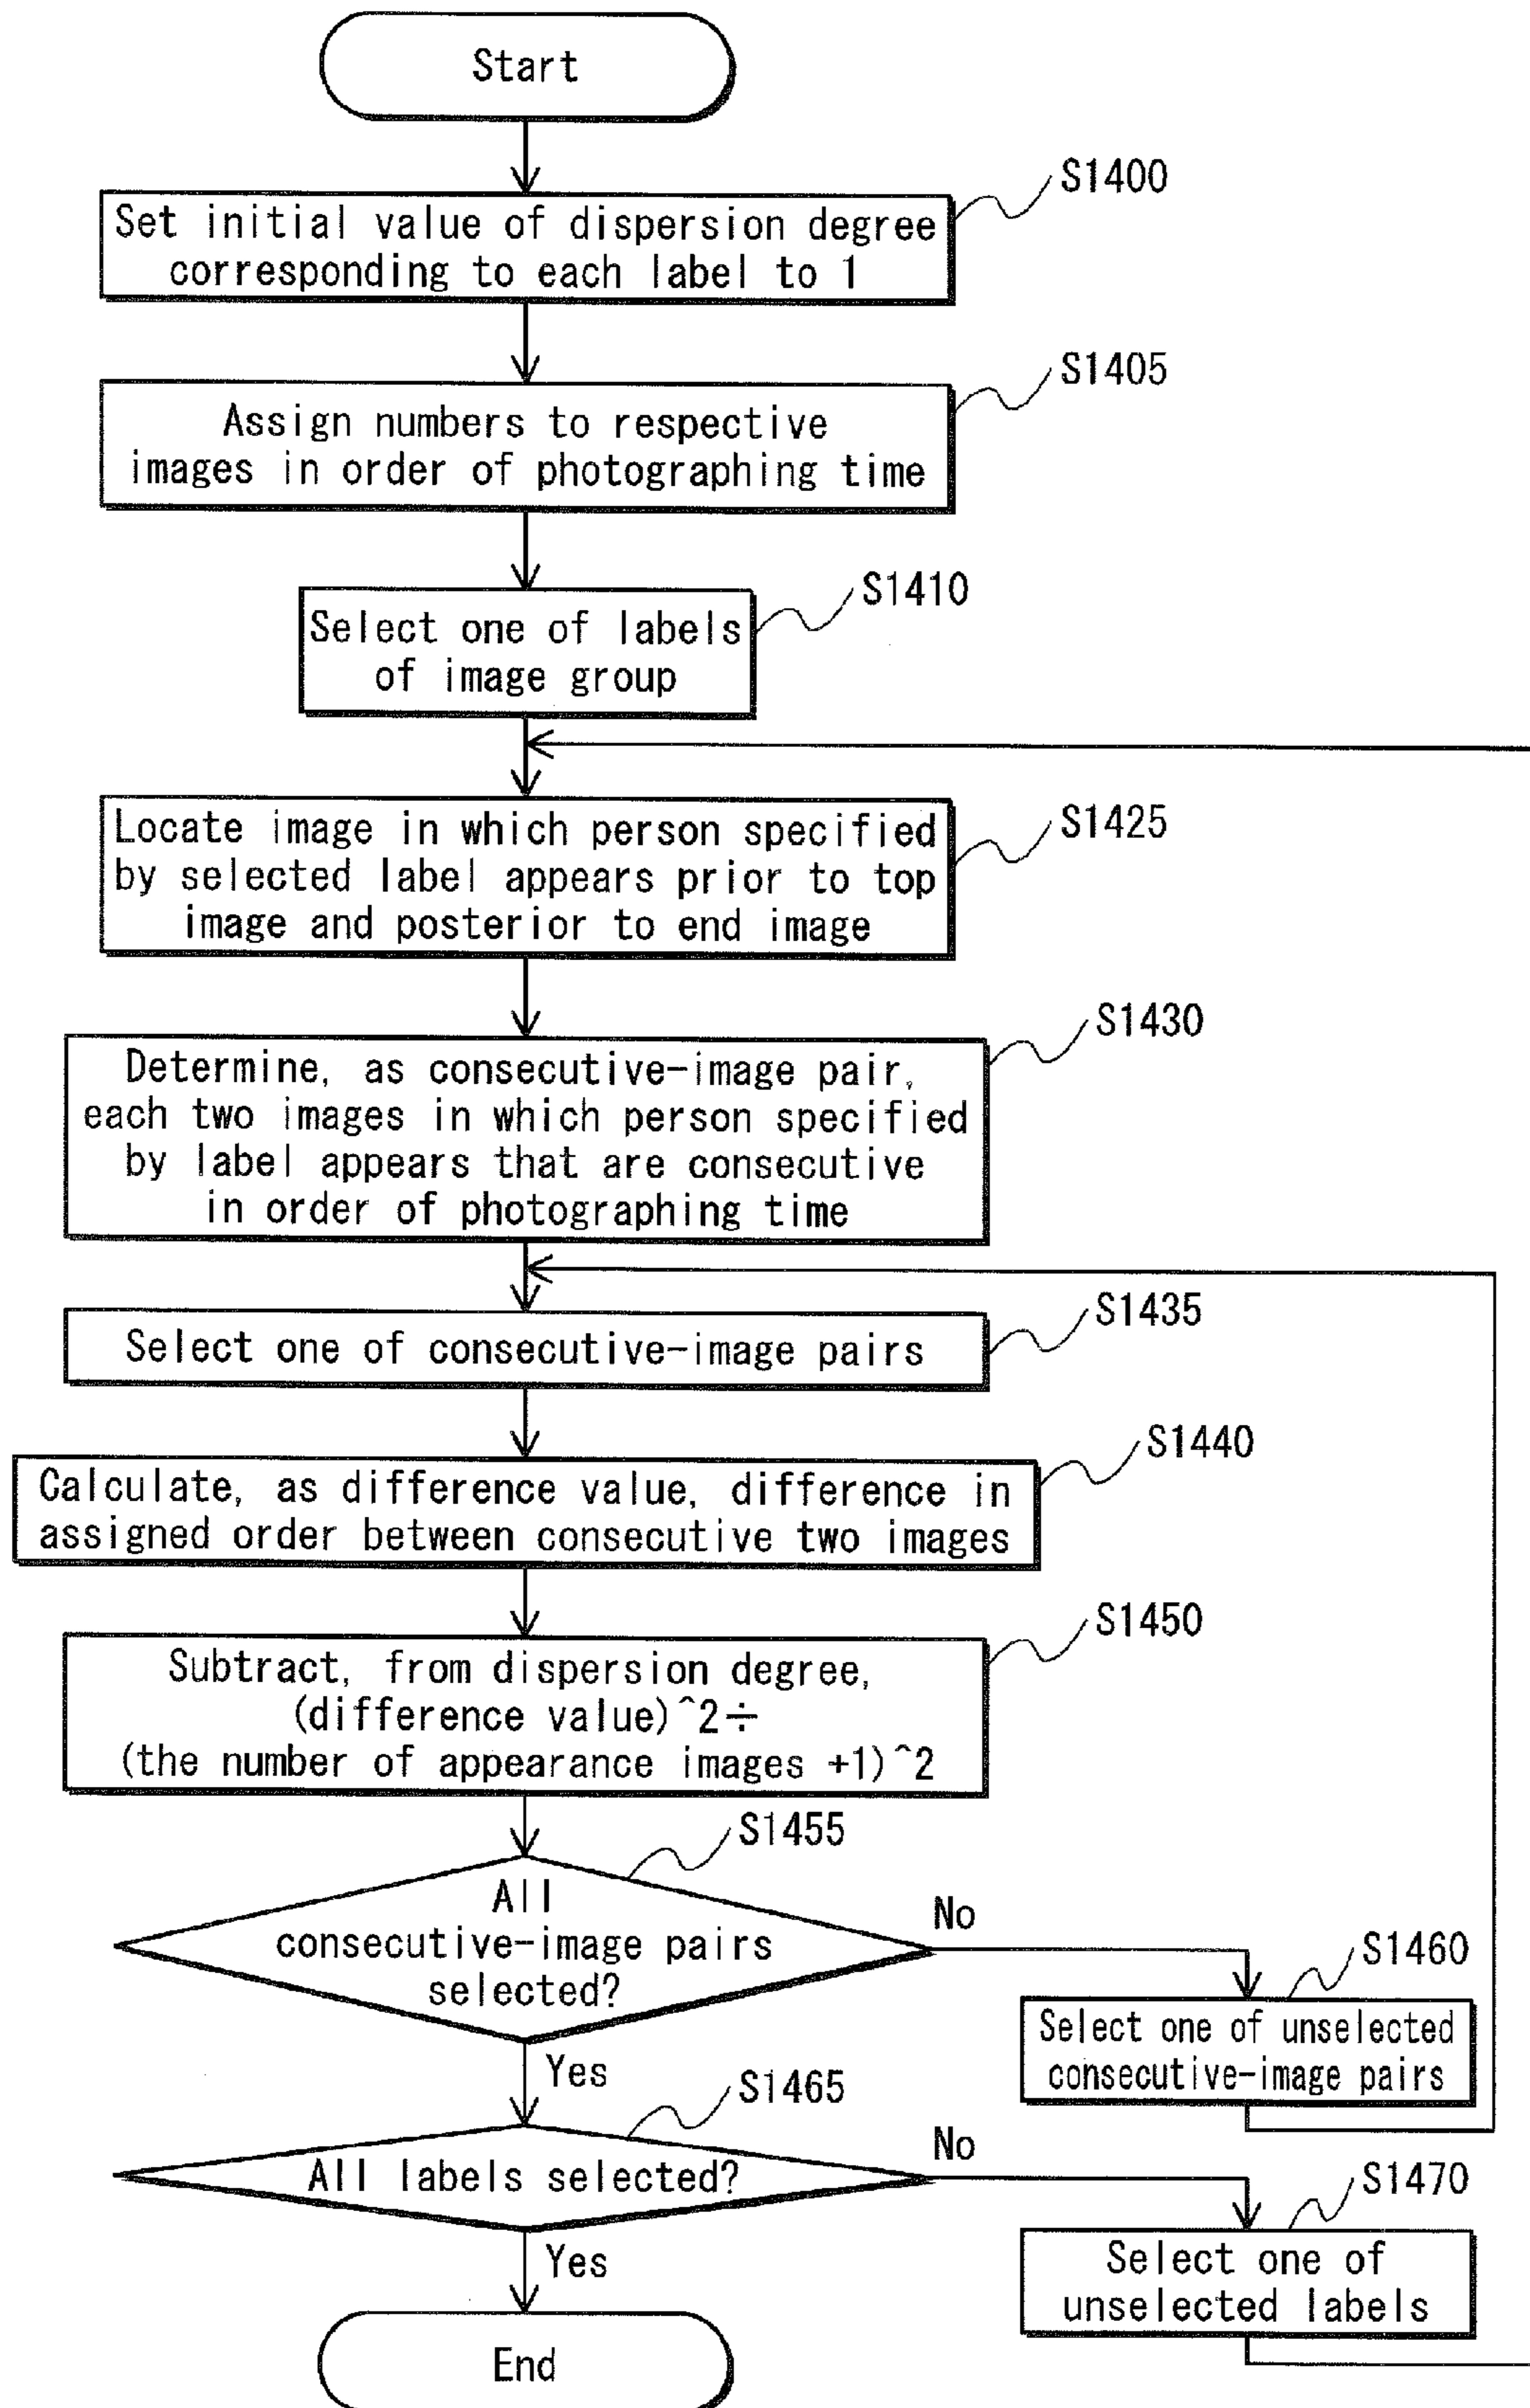 Start
S1400
Set initial value of dispersion degree
corresponding to each label to 1
S1405
Assign numbers to respective
images in order of photographing time
S1410
Select one of labels
of image group
S1425
Locate image in which person specified
by selected label appears prior to top
image and posterior to end image
S1430
Determine, as consecutive-image pair,
each two images in which person specified
by label appears that are consecutive
in order of photographing time
S1435
Select one of consecutive-image pairs
S1440
Calculate, as difference value, difference in
assigned order between consecutive two images
S1450
Subtract, from dispersion degree,
(difference value)^2÷
(the number of appearance images +1)^2
S1455
All
consecutive-image pairs
selected?
No
S1460
Select one of unselected
consecutive-image pairs
Yes
S1465
All labels selected?
No
S1470
Select one of
unselected labels
Yes
End